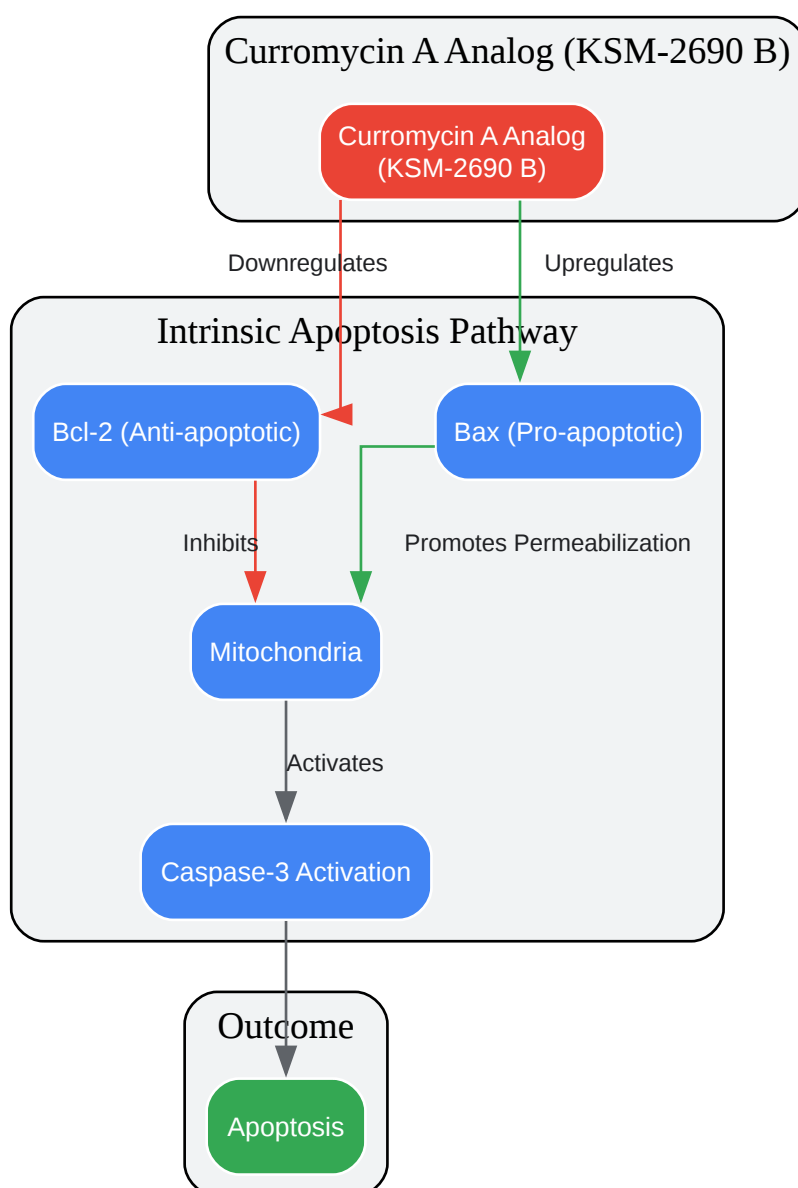 Curromycin A Analog (KSM-2690 B)
Curromycin A Analog
(KSM-2690 B)
Downregulates
Upregulates
Intrinsic Apoptosis Pathway
Bcl-2 (Anti-apoptotic)
Bax (Pro-apoptotic)
Inhibits
Promotes Permeabilization
Mitochondria
Activates
Caspase-3 Activation
Outcome
Apoptosis